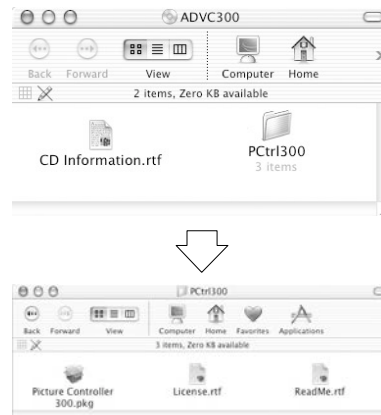 ADVC300
Back Forward View Computer Home
2 items, Zero KB available
CD Information.rtf
PCtrl300
3 items
PCtrl300
Back Forward View Computer Home Favorites Applications
3 items, Zero KB available
Picture Controller
300.pkg
License.rtf
ReadMe.rtf